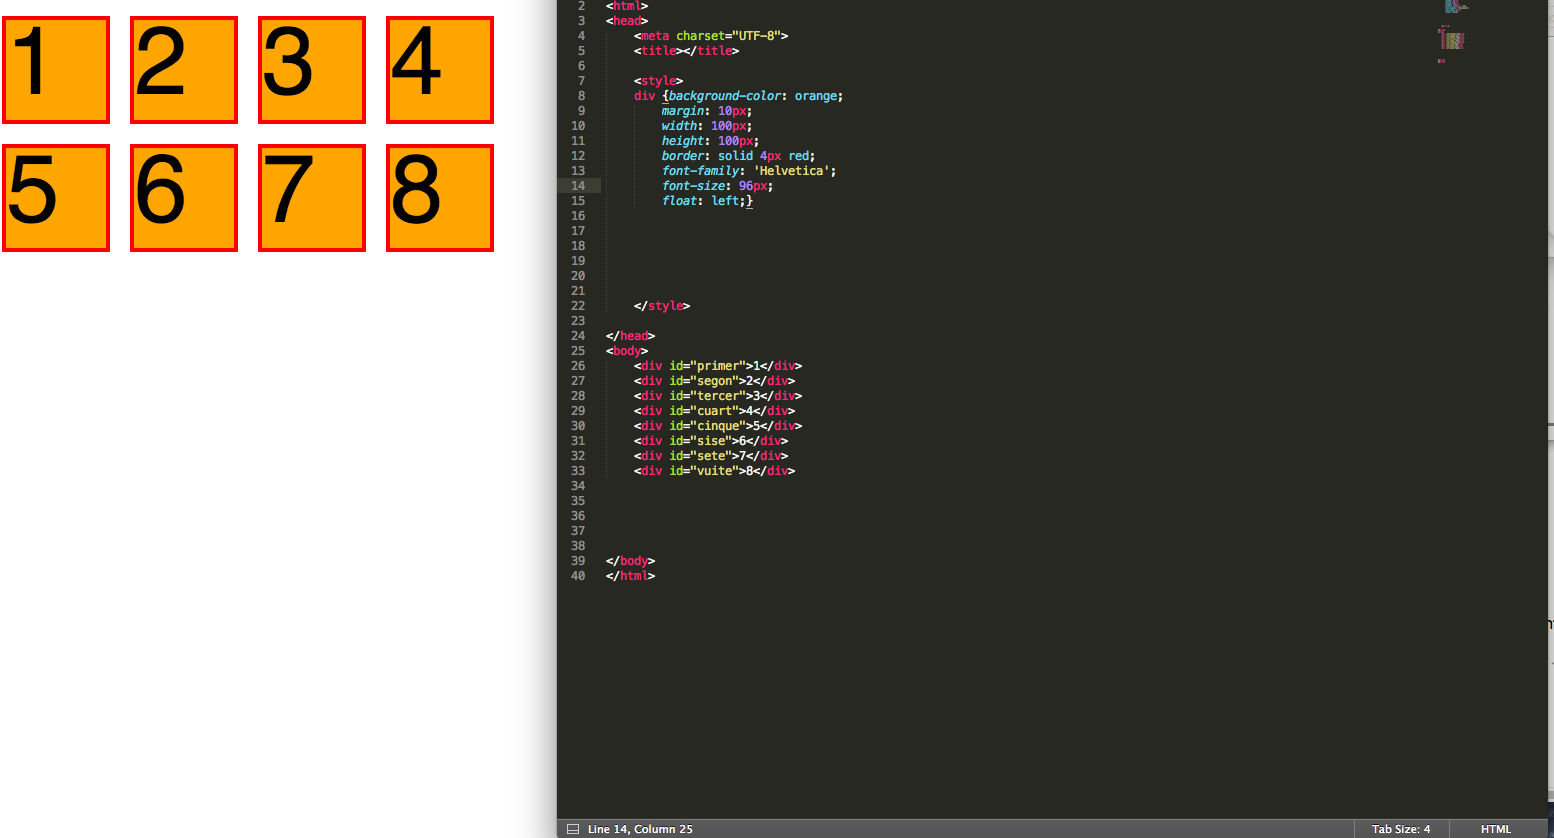 1 2 3 4
5 6 7 8
2 <html>
3 <head>
4 <meta charset="UTF-8">
5 <title></title>
6
7 <style>
8 div {background-color: orange;
9 margin: 10px;
10 width: 100px;
11 height: 100px;
12 border: solid 4px red;
13 font-family: 'Helvetica';
14 font-size: 96px;
15 float: left;}
16
17
18
19
20
21
22 </style>
23
24 </head>
25 <body>
26 <div id="primer">1</div>
27 <div id="segon">2</div>
28 <div id="tercer">3</div>
29 <div id="cuart">4</div>
30 <div id="cinque">5</div>
31 <div id="sise">6</div>
32 <div id="sete">7</div>
33 <div id="vuite">8</div>
34
35
36
37
38
39 </body>
40 </html>
Line 14, Column 25 Tab Size: 4 HTML